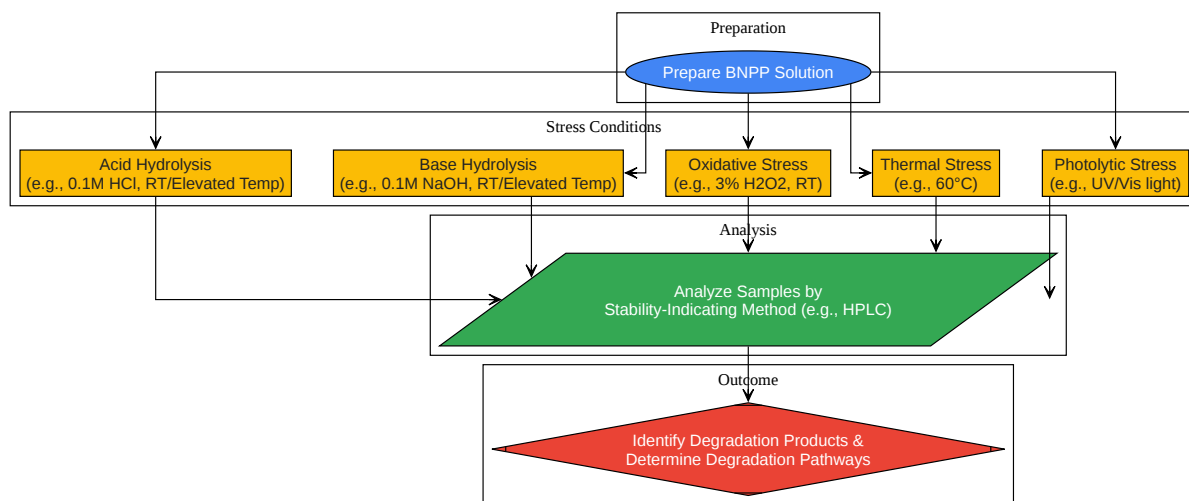 Preparation
Prepare BNPP Solution
Stress Conditions
Acid Hydrolysis
(e.g., 0.1M HCl, RT/Elevated Temp)
Base Hydrolysis
(e.g., 0.1M NaOH, RT/Elevated Temp)
Oxidative Stress
(e.g., 3% H2O2, RT)
Thermal Stress
(e.g., 60°C)
Photolytic Stress
(e.g., UV/Vis light)
Analysis
Analyze Samples by
Stability-Indicating Method (e.g., HPLC)
Outcome
Identify Degradation Products &
Determine Degradation Pathways